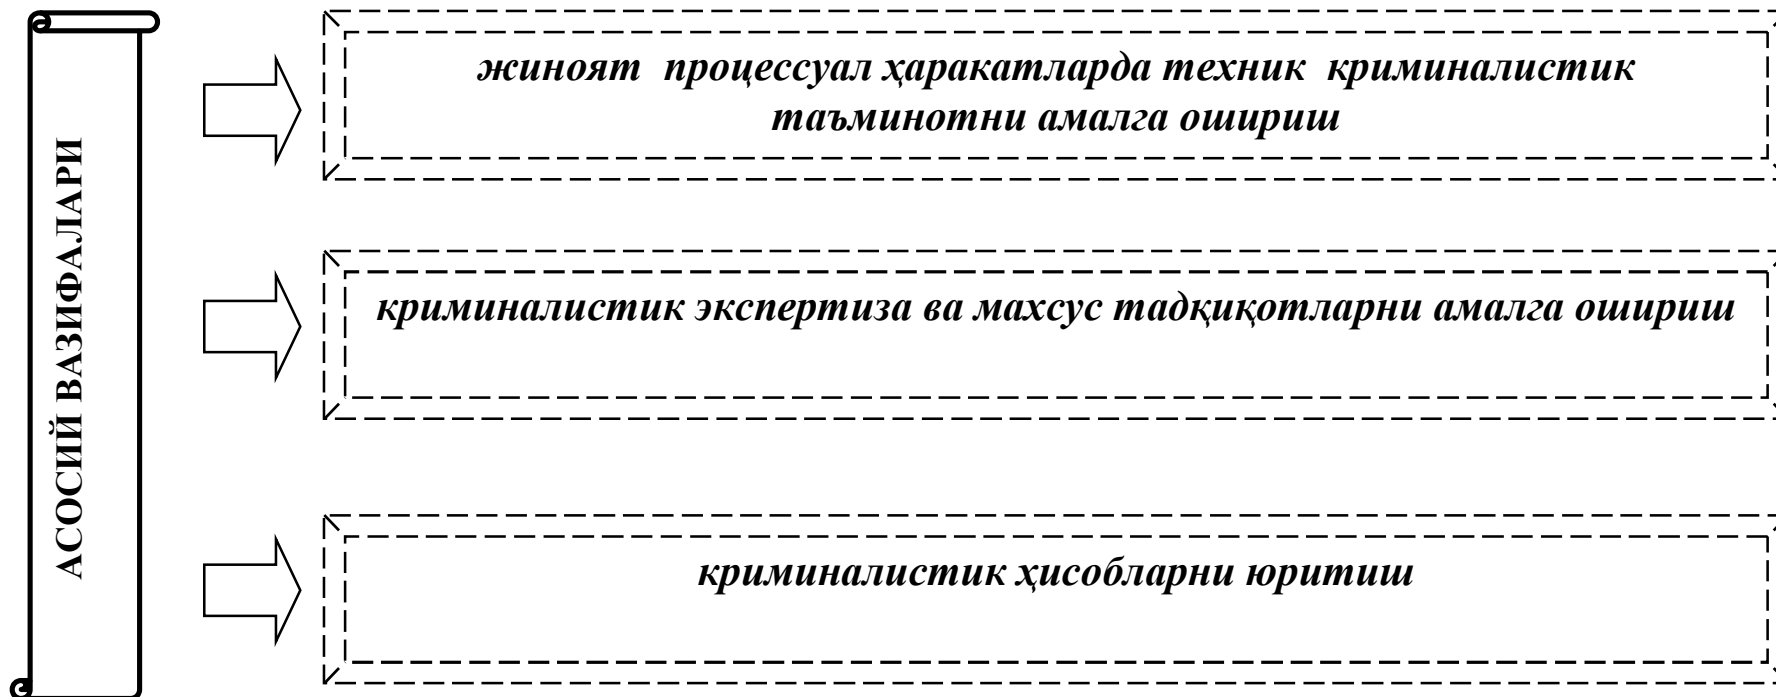 АСОСИЙ ВАЗИФАЛАРИ
жиноят процессуал ҳаракатларда техник криминалистик
таъминотни амалга ошириш
криминалистик экспертиза ва махсус тадқиқотларни амалга ошириш
криминалистик ҳисобларни юритиш